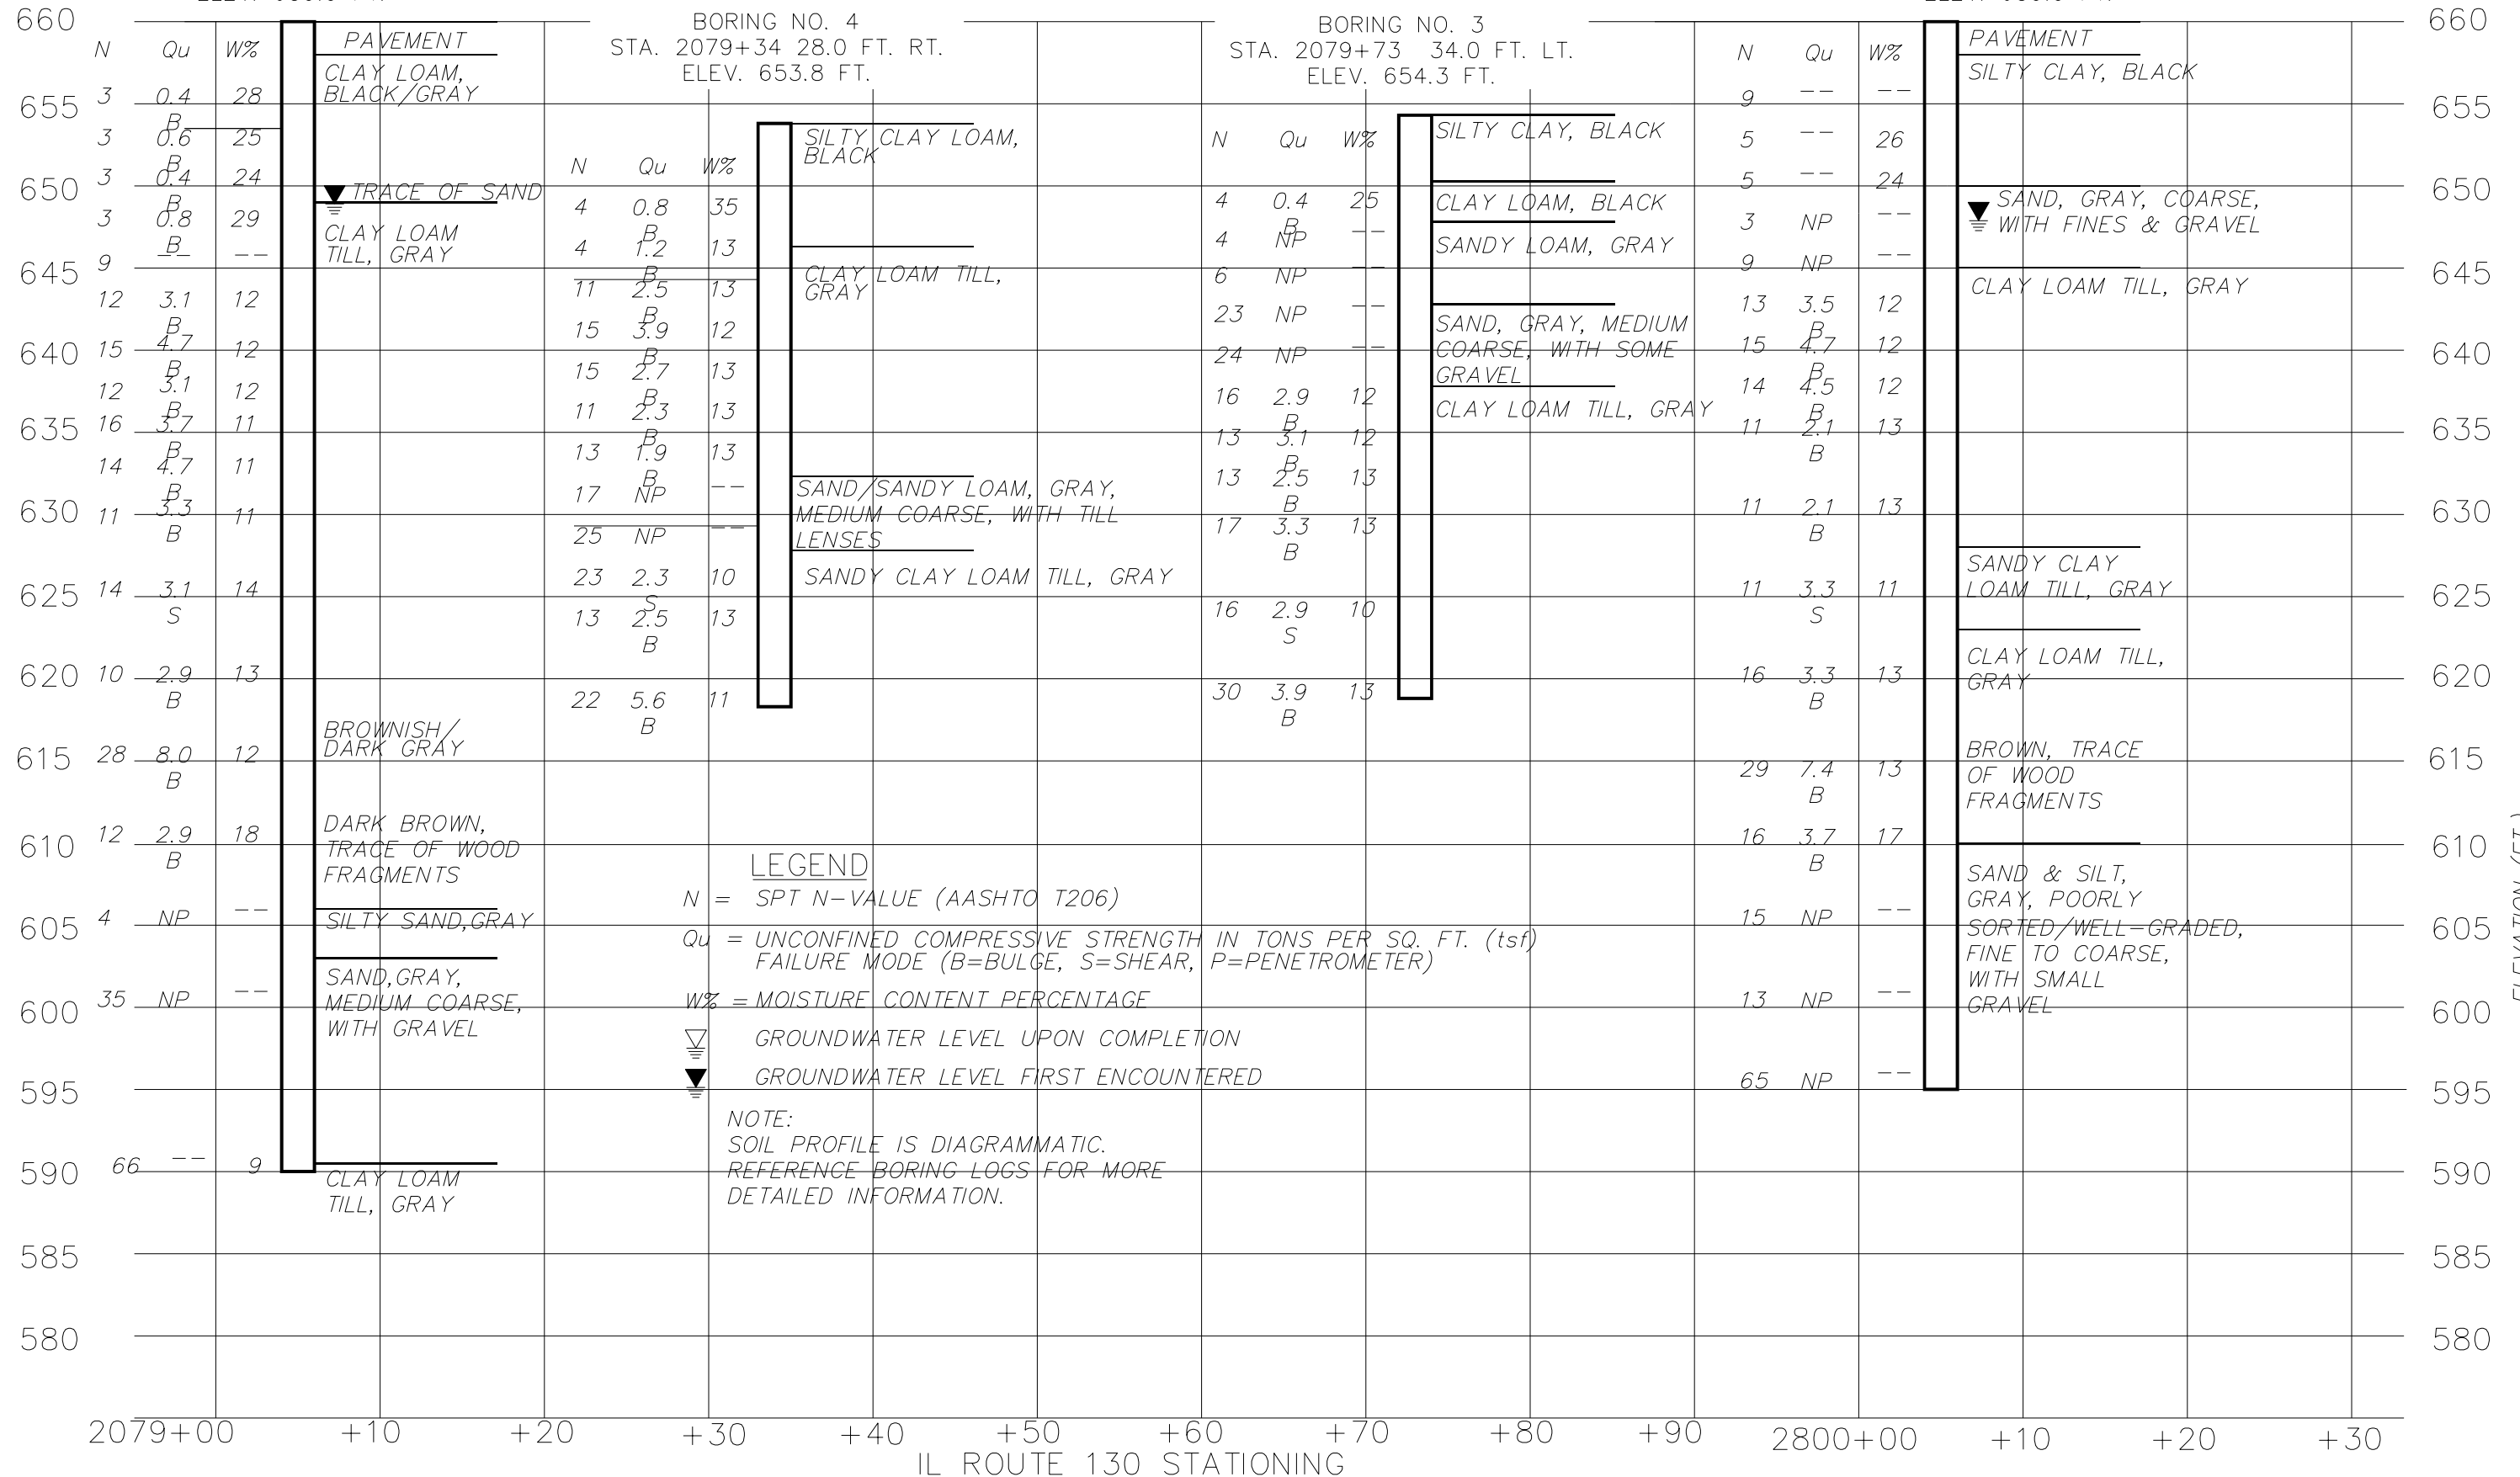 660
655
650
645
640
635
630
625
620
615
610
605
600
595
590
585
580
N Qu W%
3 0.4 28
B
3 0.6 25
B
3 0.4 24
B
3 0.8 29
B
9 -- --
12 3.1 12
B
15 4.7 12
B
12 3.1 12
B
16 3.7 11
B
14 4.7 11
B
11 3.3 11
B
14 3.1 14
S
10 2.9 13
B
28 8.0 12
B
12 2.9 18
B
4 NP --
35 NP --
66 -- 9
PAVEMENT
CLAY LOAM,
BLACK/GRAY
TRACE OF SAND
CLAY LOAM
TILL, GRAY
BROWNISH/
DARK GRAY
DARK BROWN,
TRACE OF WOOD
FRAGMENTS
SILTY SAND,GRAY
SAND,GRAY,
MEDIUM COARSE,
WITH GRAVEL
CLAY LOAM
TILL, GRAY
BORING NO. 4
STA. 2079+34 28.0 FT. RT.
ELEV. 653.8 FT.
N Qu W%
4 0.8 35
B
4 1.2 13
B
11 2.5 13
B
15 3.9 12
B
15 2.7 13
B
11 2.3 13
B
13 1.9 13
B
17 NP --
25 NP --
23 2.3 10
S
13 2.5 13
B
22 5.6 11
B
SILTY CLAY LOAM,
BLACK
CLAY LOAM TILL,
GRAY
SAND/SANDY LOAM, GRAY,
MEDIUM COARSE, WITH TILL
LENSES
SANDY CLAY LOAM TILL, GRAY
BORING NO. 3
STA. 2079+73 34.0 FT. LT.
ELEV. 654.3 FT.
N Qu W%
4 0.4 25
B
4 NP --
6 NP --
23 NP --
24 NP --
16 2.9 12
B
13 3.1 12
B
13 2.5 13
B
17 3.3 13
B
16 2.9 10
S
30 3.9 13
B
SILTY CLAY, BLACK
CLAY LOAM, BLACK
SANDY LOAM, GRAY
SAND, GRAY, MEDIUM
COARSE, WITH SOME
GRAVEL
CLAY LOAM TILL, GRAY
N Qu W%
9 -- --
5 -- 26
5 -- 24
3 NP --
9 NP --
13 3.5 12
B
15 4.7 12
B
14 4.5 12
B
11 2.1 13
B
11 2.1 13
B
11 3.3 11
S
16 3.3 13
B
29 7.4 13
B
16 3.7 17
B
15 NP --
13 NP --
65 NP --
PAVEMENT
SILTY CLAY, BLACK
SAND, GRAY, COARSE,
WITH FINES & GRAVEL
CLAY LOAM TILL, GRAY
SANDY CLAY
LOAM TILL, GRAY
CLAY LOAM TILL,
GRAY
BROWN, TRACE
OF WOOD
FRAGMENTS
SAND & SILT,
GRAY, POORLY
SORTED/WELL-GRADED,
FINE TO COARSE,
WITH SMALL
GRAVEL
660
655
650
645
640
635
630
625
620
615
610
605
600
595
590
585
580
LEGEND
N = SPT N-VALUE (AASHTO T206)
Qu = UNCONFINED COMPRESSIVE STRENGTH IN TONS PER SQ. FT. (tsf)
FAILURE MODE (B=BULGE, S=SHEAR, P=PENETROMETER)
W% = MOISTURE CONTENT PERCENTAGE
GROUNDWATER LEVEL UPON COMPLETION
GROUNDWATER LEVEL FIRST ENCOUNTERED
NOTE:
SOIL PROFILE IS DIAGRAMMATIC.
REFERENCE BORING LOGS FOR MORE
DETAILED INFORMATION.
2079+00 +10 +20 +30 +40 +50 +60 +70 +80 +90 2800+00 +10 +20 +30
IL ROUTE 130 STATIONING